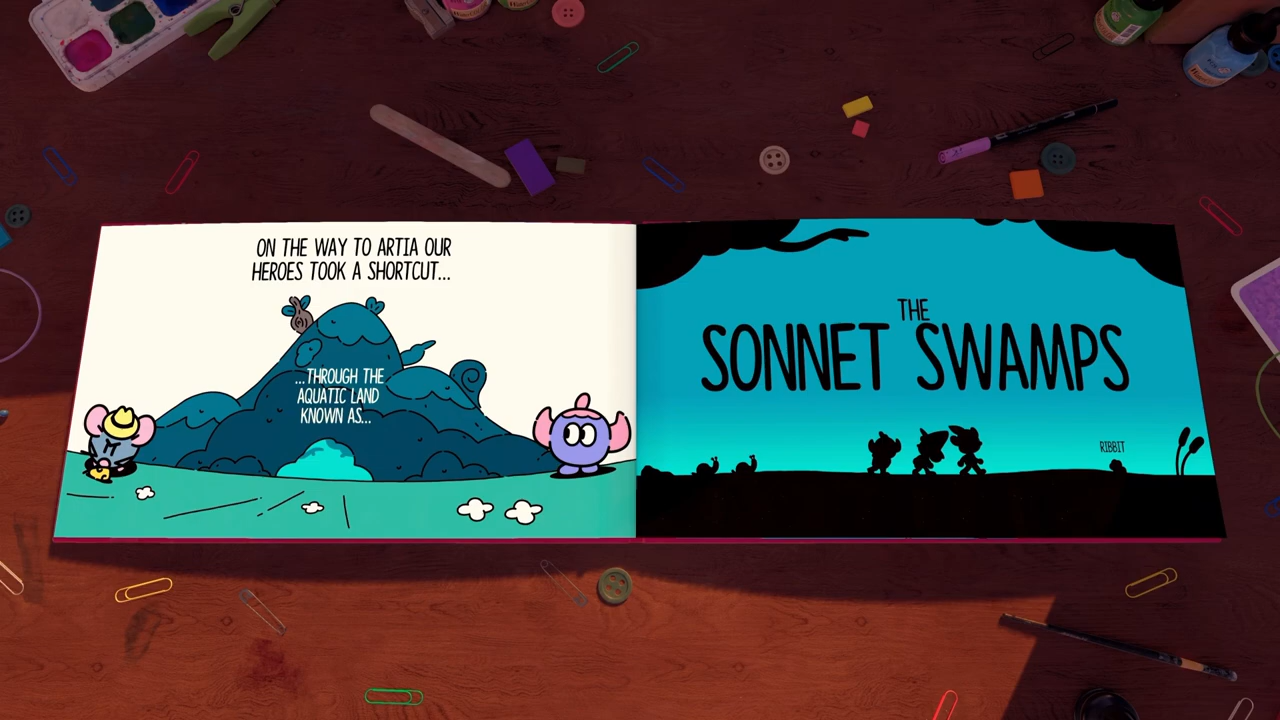 ON THE WAY TO ARTIA OUR
HEROES TOOK A SHORTCUT...
...THROUGH THE
AQUATIC LAND
KNOWN AS...
THE
SONNET SWAMPS
RIBBIT